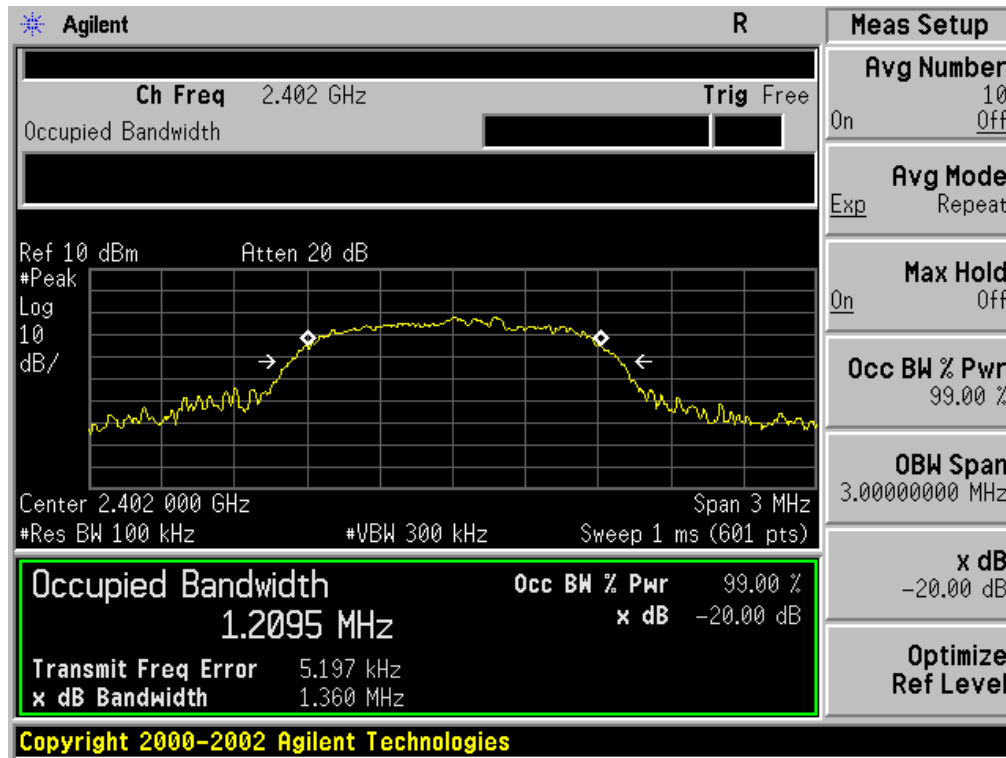 Agilent R Meas Setup
Ch Freq 2.402 GHz Trig Free
Occupied Bandwidth
Ref 10 dBm Atten 20 dB
#Peak
Log
10
dB/
Center 2.402 000 GHz Span 3 MHz
#Res BW 100 kHz #VBW 300 kHz Sweep 1 ms (601 pts)
Occupied Bandwidth Occ BW % Pwr 99.00 %
1.2095 MHz x dB -20.00 dB
Transmit Freq Error 5.197 kHz
x dB Bandwidth 1.360 MHz
Copyright 2000-2002 Agilent Technologies
Avg Number
10
On Off
Avg Mode
Exp Repeat
Max Hold
On Off
Occ BW % Pwr
99.00 %
OBW Span
3.00000000 MHz
x dB
-20.00 dB
Optimize
Ref Level